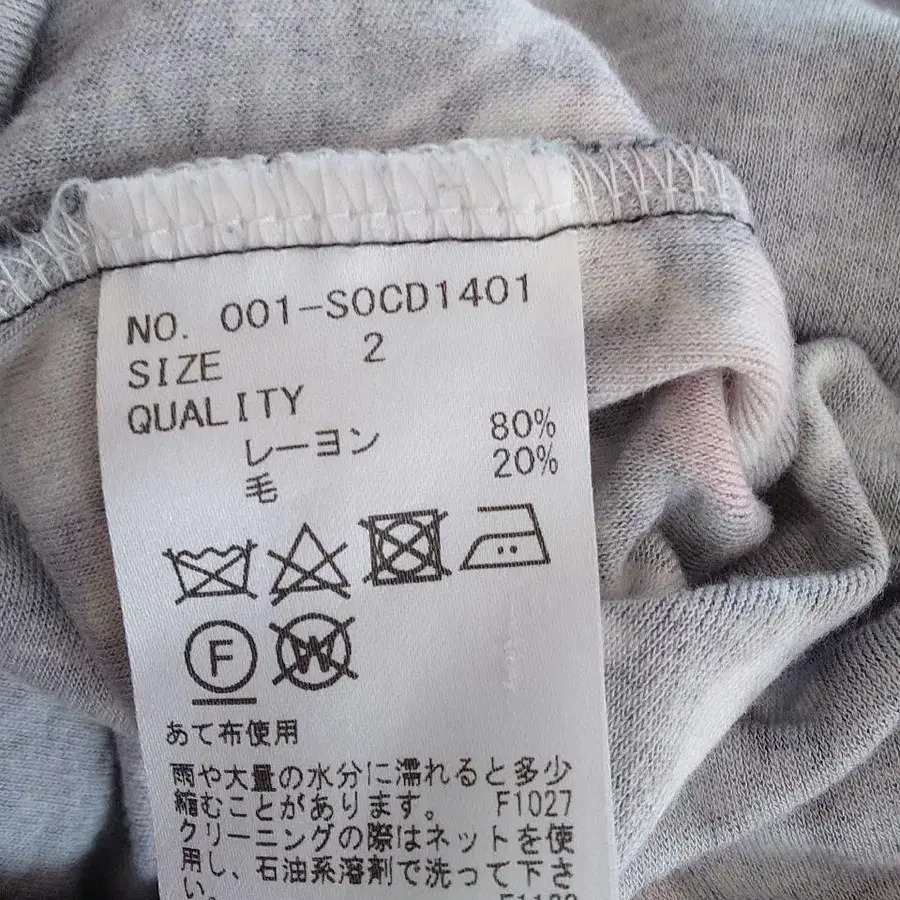 NO. 001-SOCD1401
SIZE 2
QUALITY
レーヨン 80%
毛 20%
F W
あて布使用
雨や大量の水分に濡れると多少
縮むことがあります。 F1027
クリーニングの際はネットを使
用し、石油系溶剤で洗って下さ
い。